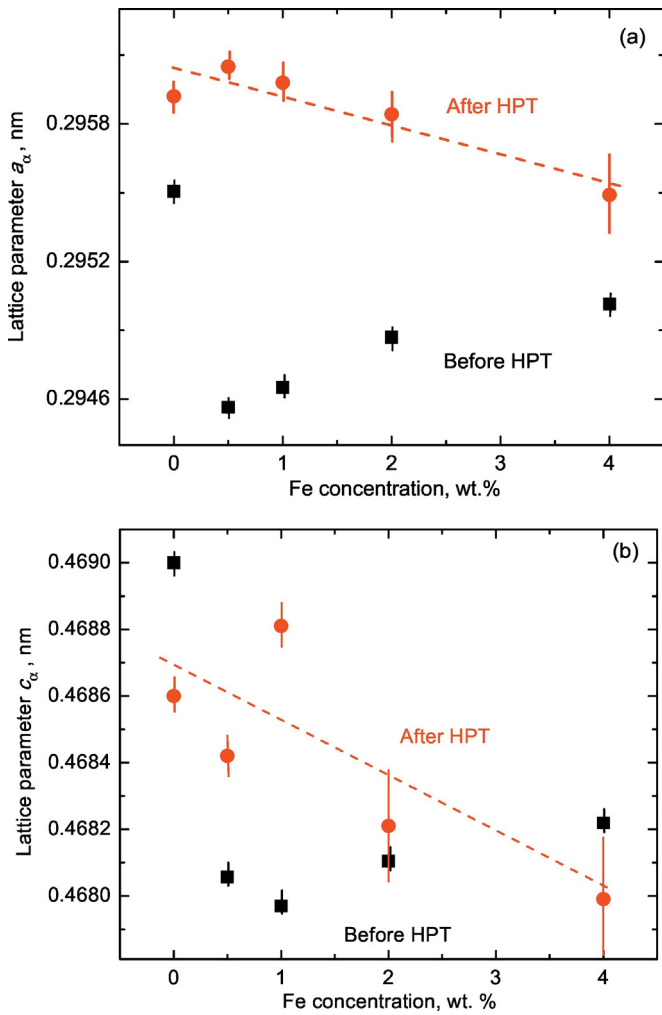 (a)
After HPT
0.2958
0.2952
0.2946
Lattice parameter aα, nm
Before HPT
0 1 2 3 4
Fe concentration, wt.%
(b)
0.4690
0.4688
0.4686
0.4684
0.4682
0.4680
Lattice parameter cα, nm
After HPT
Before HPT
0 1 2 3 4
Fe concentration, wt. %